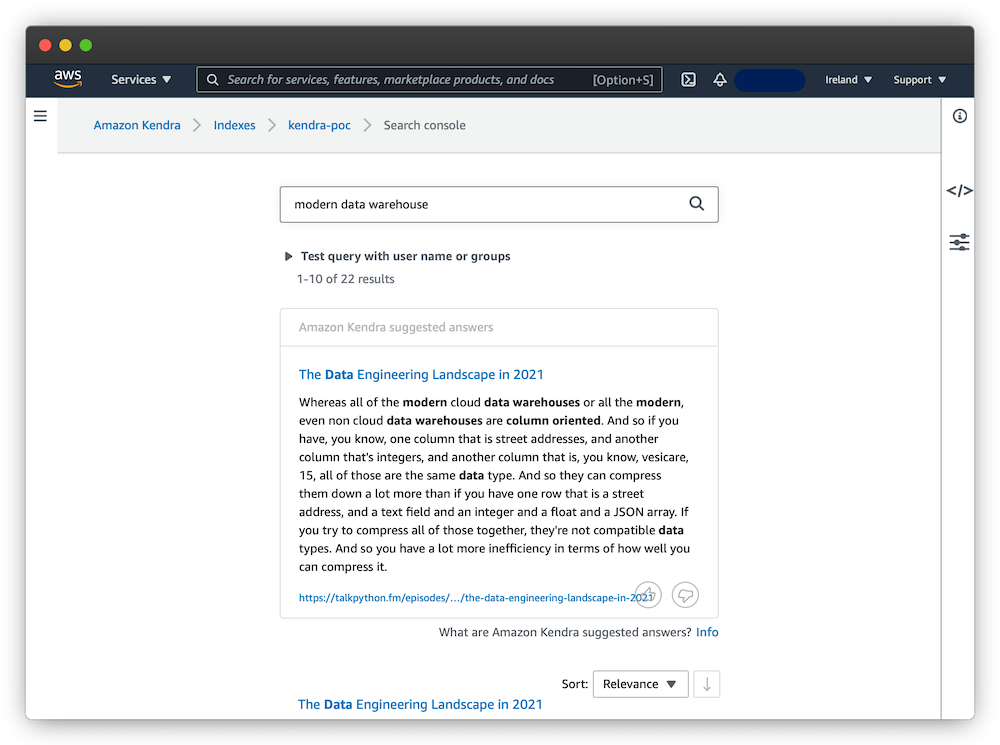 aws
Services
Search for services, features, marketplace products, and docs
[Option+S]
Ireland
Support
Amazon Kendra
Indexes
kendra-poc
Search console
</>
modern data warehouse
Test query with user name or groups
1-10 of 22 results
Amazon Kendra suggested answers
The Data Engineering Landscape in 2021
Whereas all of the modern cloud data warehouses or all the modern,
even non cloud data warehouses are column oriented. And so if you
have, you know, one column that is street addresses, and another
column that's integers, and another column that is, you know, vesicare,
15, all of those are the same data type. And so they can compress
them down a lot more than if you have one row that is a street
address, and a text field and an integer and a float and a JSON array. If
you try to compress all of those together, they're not compatible data
types. And so you have a lot more inefficiency in terms of how well you
can compress it.
https://talkpython.fm/episodes/.../the-data-engineering-landscape-in-2021
What are Amazon Kendra suggested answers? Info
Sort:
Relevance
The Data Engineering Landscape in 2021